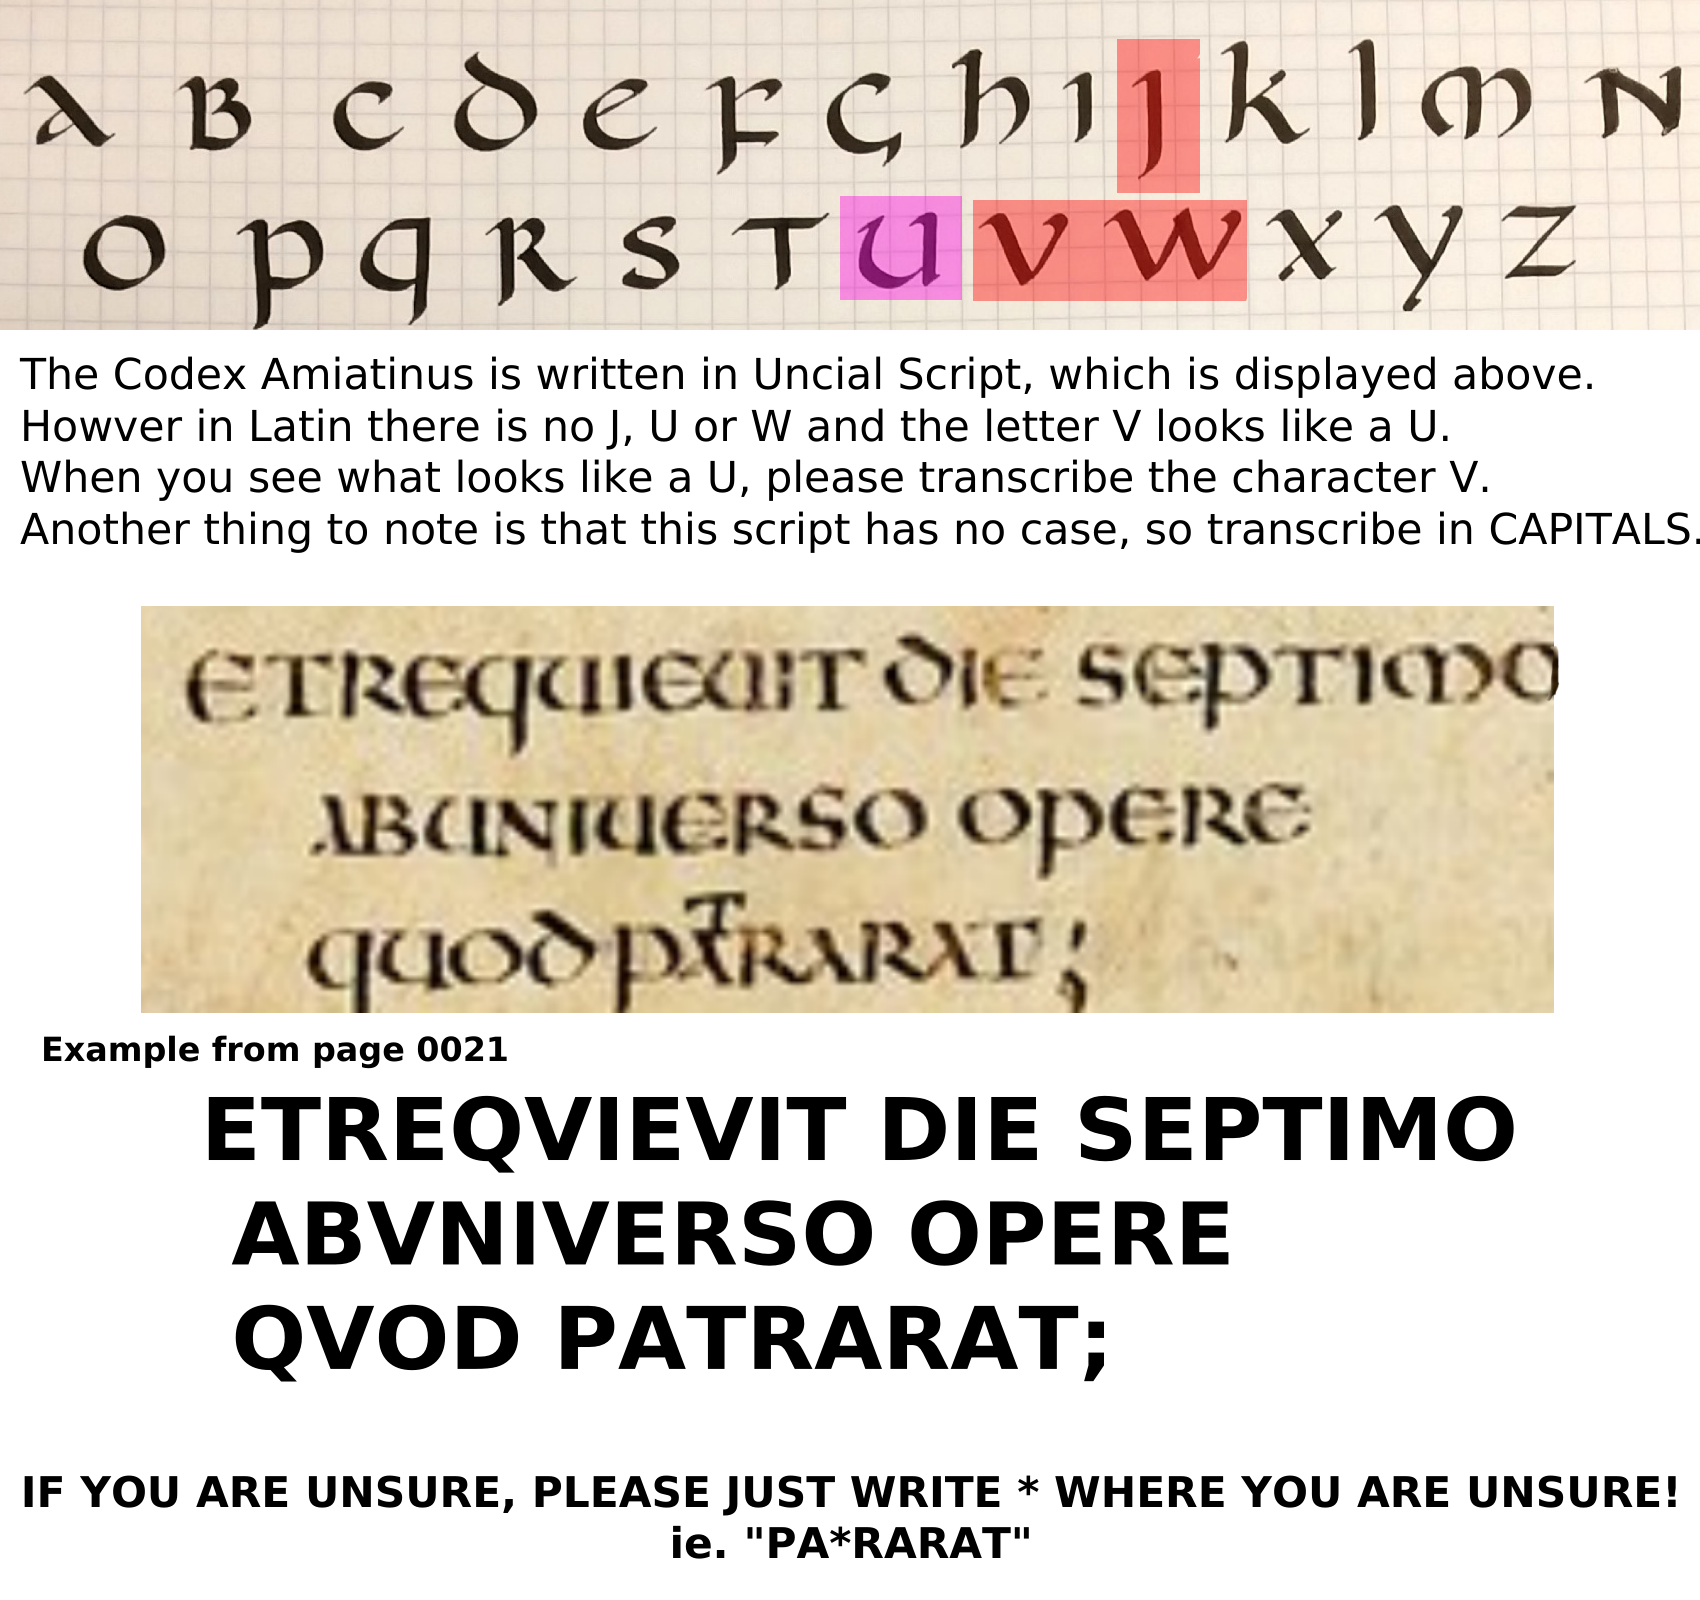 A B C D E F G H I J K L M N
O P Q R S T U V W X Y Z
The Codex Amiatinus is written in Uncial Script, which is displayed above.
Howver in Latin there is no J, U or W and the letter V looks like a U.
When you see what looks like a U, please transcribe the character V.
Another thing to note is that this script has no case, so transcribe in CAPITALS.
ETREQUIEUIT DIE SEPTIMO
ABUNIUERSO OPERE
QUOD PATRARAT;
Example from page 0021
ETREQVIEVIT DIE SEPTIMO
ABVNIVERSO OPERE
QVOD PATRARAT;
IF YOU ARE UNSURE, PLEASE JUST WRITE * WHERE YOU ARE UNSURE!
ie. "PA*RARAT"